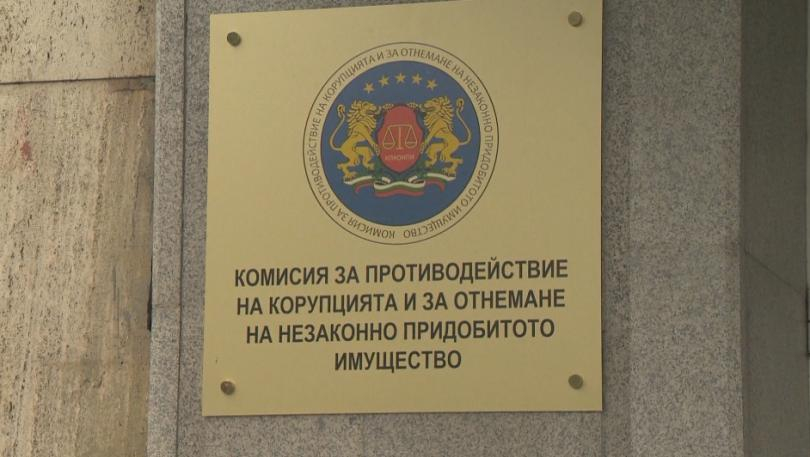 КОМИСИЯ ЗА ПРОТИВОДЕЙСТВИЕ НА КОРУПЦИЯТА И ЗА ОТНЕМАНЕ НА НЕЗАКОННО ПРИДОБИТОТО ИМУЩЕСТВО
КПКОНПИ
КОМИСИЯ ЗА ПРОТИВОДЕЙСТВИЕ
НА КОРУПЦИЯТА И ЗА ОТНЕМАНЕ
НА НЕЗАКОННО ПРИДОБИТОТО
ИМУЩЕСТВО